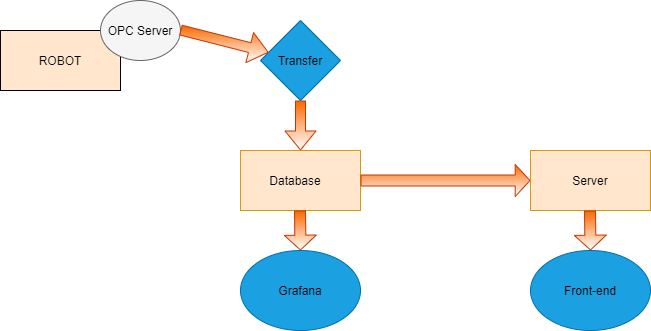 OPC Server
ROBOT
Transfer
Database
Server
Grafana
Front-end